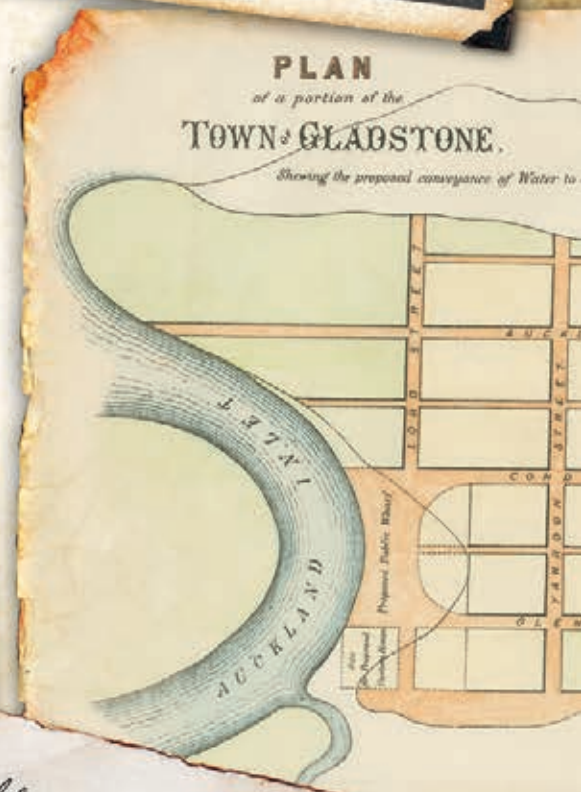 PLAN
of a portion of the
TOWN OF GLADSTONE,
Shewing the proposed conveyance of Water to
LORD STREET
AUCKL
STREET
INLET
COND
YARROON
Proposed Public Wharf
AUCKLAND
GLEN